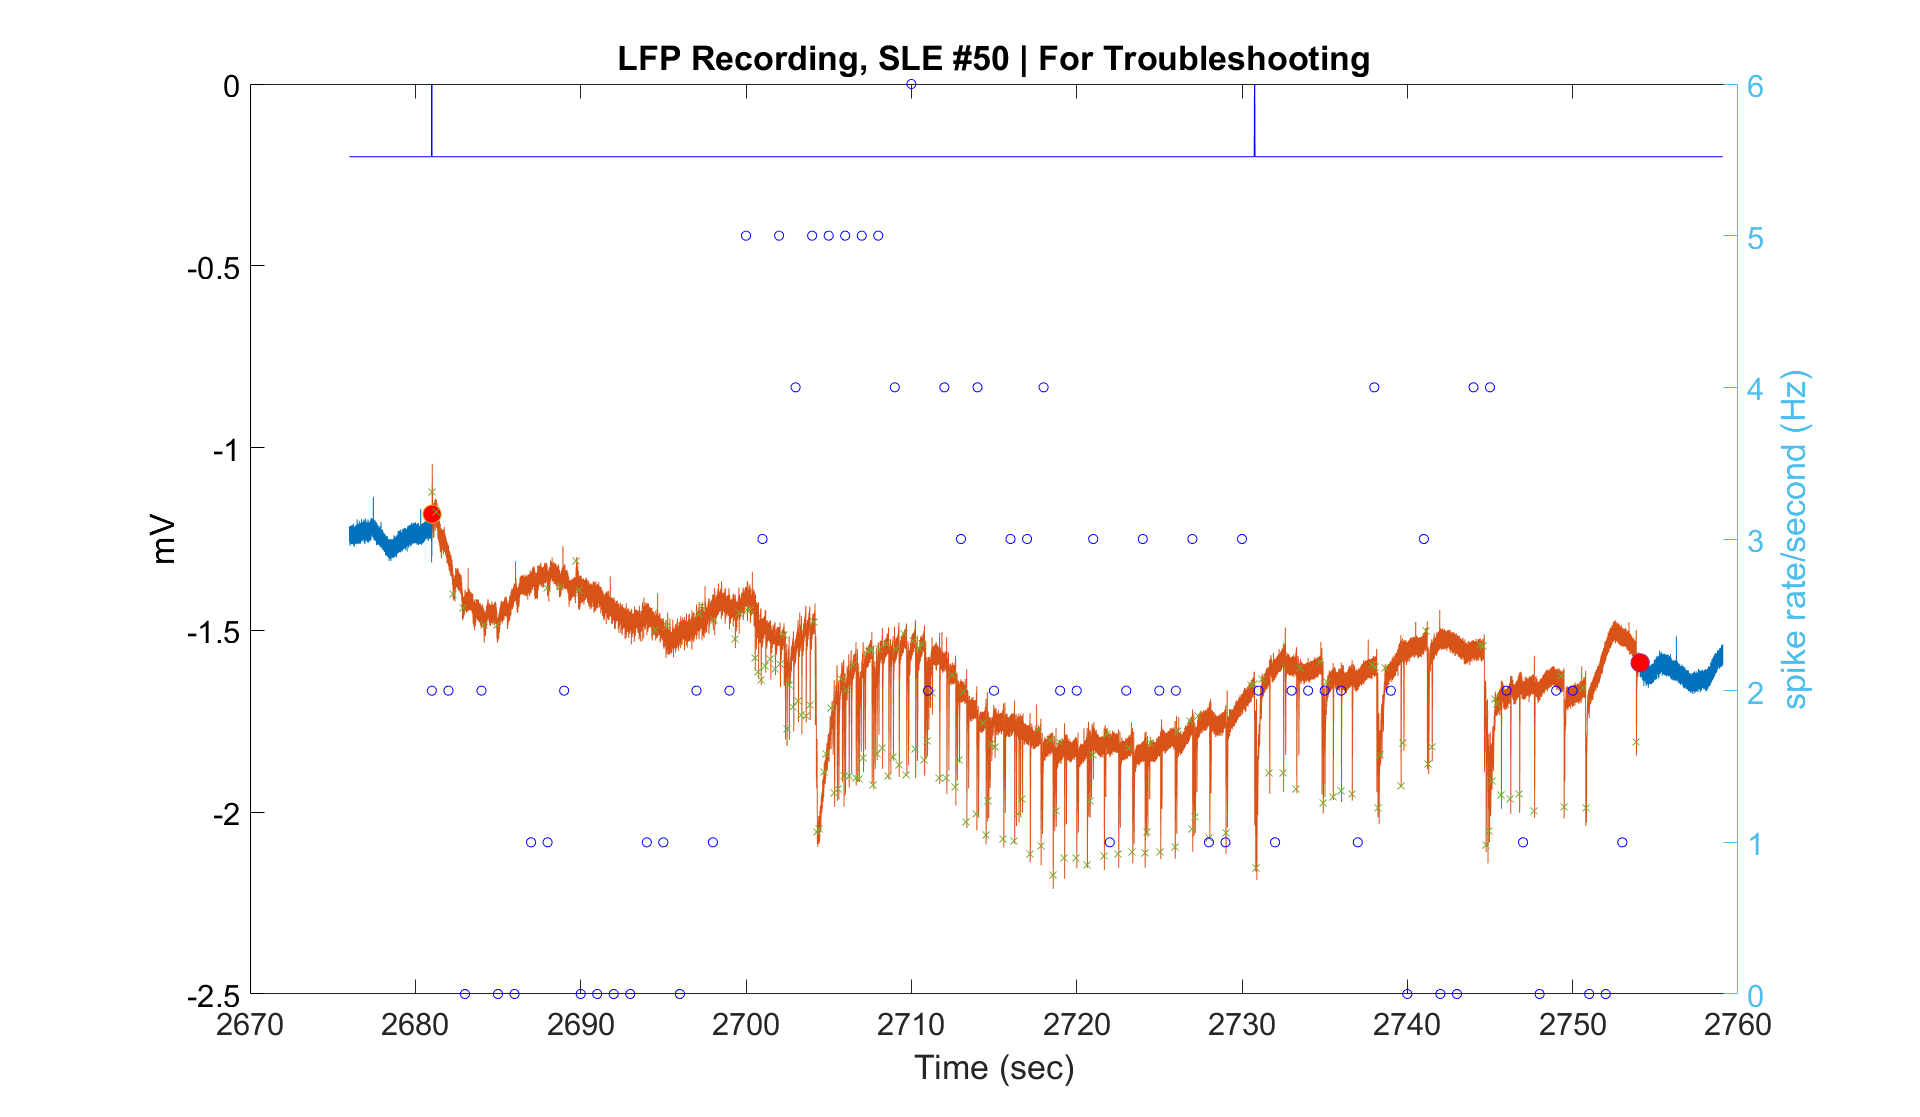 LFP Recording, SLE #50 | For Troubleshooting
0
-0.5
-1
-1.5
-2
-2.5
mV
6
5
4
3
2
1
0
spike rate/second (Hz)
2670 2680 2690 2700 2710 2720 2730 2740 2750 2760
Time (sec)